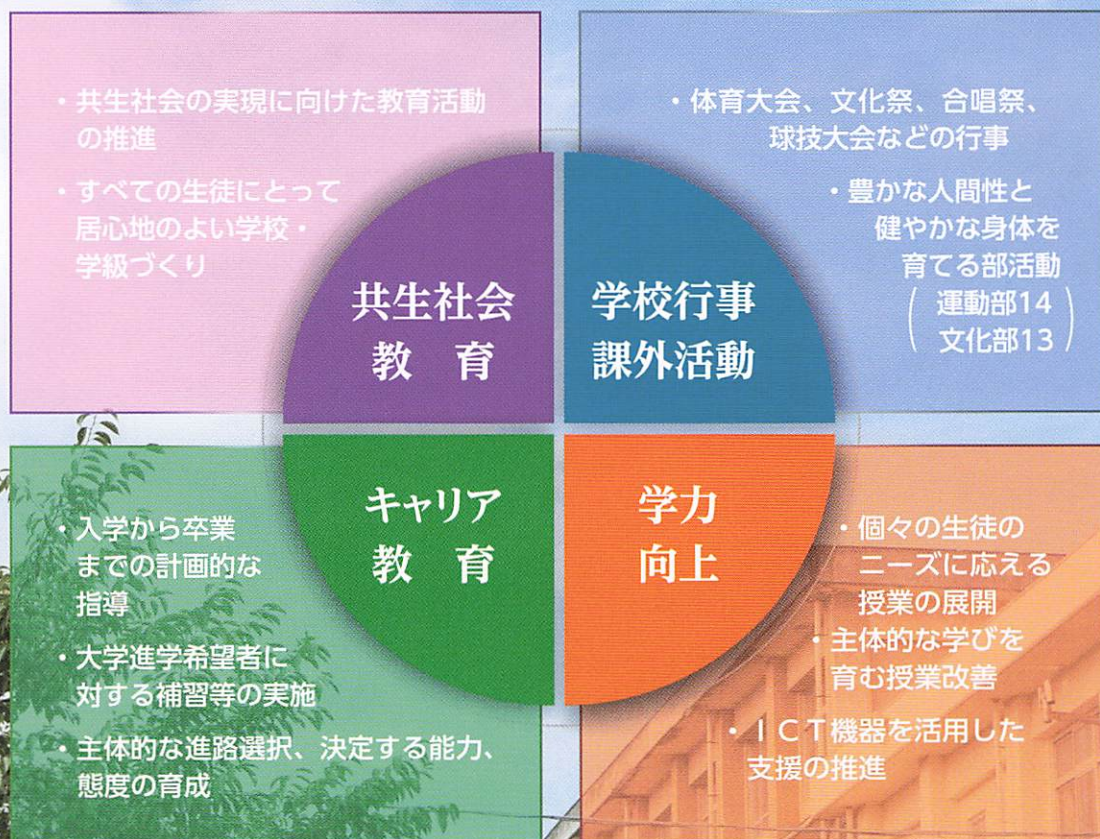 ・共生社会の実現に向けた教育活動
の推進
・すべての生徒にとって
居心地のよい学校・
学級づくり
共生社会
教　育
・体育大会、文化祭、合唱祭、
球技大会などの行事
・豊かな人間性と
健やかな身体を
育てる部活動
（運動部14
文化部13）
学校行事
課外活動
キャリア
教　育
・入学から卒業
までの計画的な
指導
・大学進学希望者に
対する補習等の実施
・主体的な進路選択、決定する能力、
態度の育成
学力
向上
・個々の生徒の
ニーズに応える
授業の展開
・主体的な学びを
育む授業改善
・ＩＣＴ機器を活用した
支援の推進